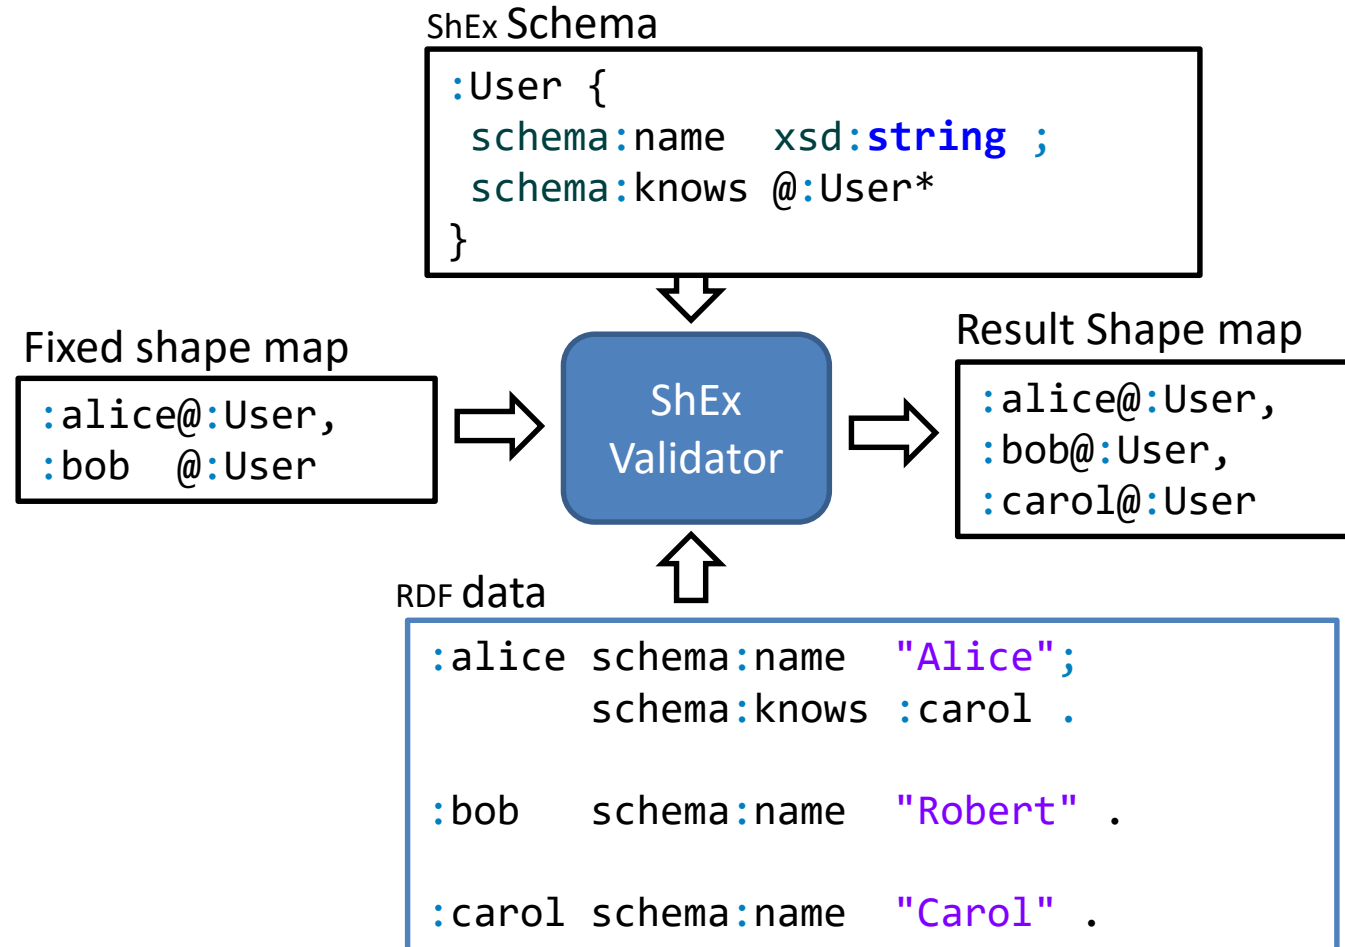 ShEx Schema
:User {
schema:name xsd:string ;
schema:knows @:User*
}
Fixed shape map
:alice@:User,
:bob @:User
ShEx
Validator
Result Shape map
:alice@:User,
:bob@:User,
:carol@:User
RDF data
:alice schema:name "Alice";
schema:knows :carol .
:bob schema:name "Robert" .
:carol schema:name "Carol" .